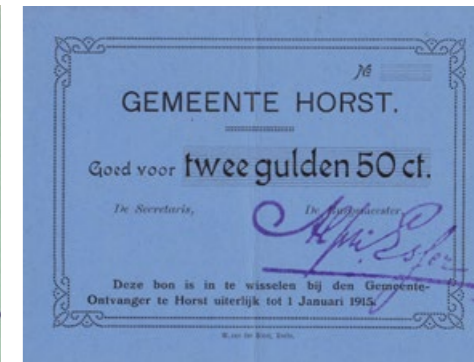 №
GEMEENTE HORST.
Goed voor twee gulden 50 ct.
De Secretaris, De Burgemeester,
Deze bon is in te wisselen bij den Gemeente-
Ontvanger te Horst uiterlijk tot 1 Januari 1915.